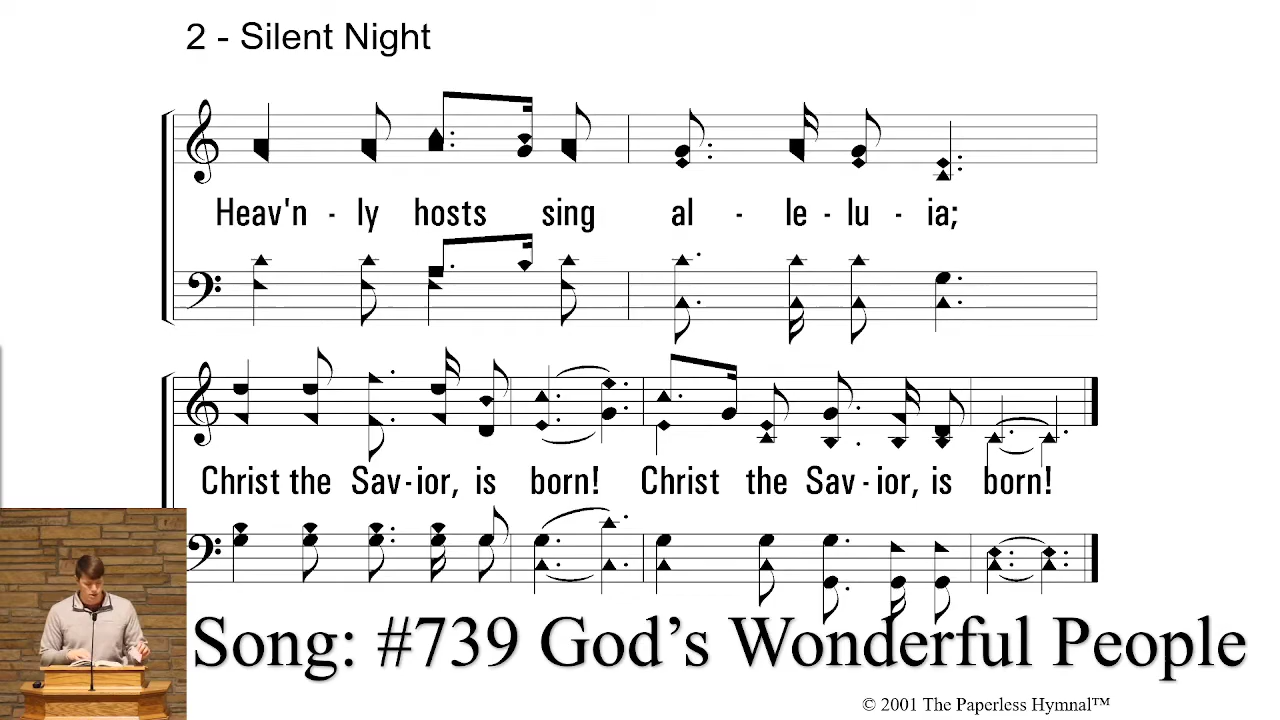 2 - Silent Night
Heav'n - ly hosts sing al - le - lu - ia;
Christ the Sav - ior, is born! Christ the Sav - ior, is born!
Song: #739 God’s Wonderful People
© 2001 The Paperless Hymnal™